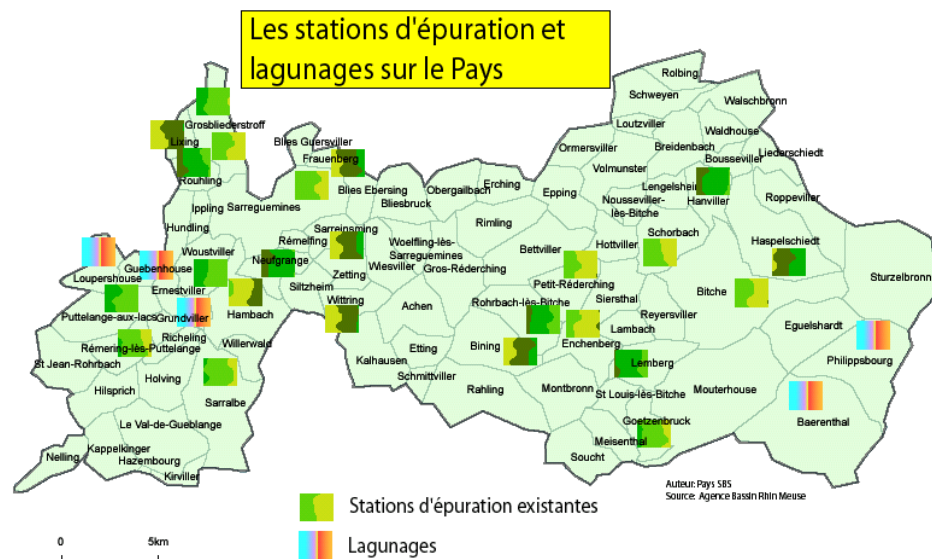 Les stations d'épuration et
lagunages sur le Pays
Rolbing
Schweyen
Walschbronn
Loutzviller
Waldhouse
Grosbliederstroff
Lixing
Blies Guersviller
Ormersviller
Breidenbach
Liederschiedt
Bousseviller
Frauenberg
Volmunster
Rouhling
Blies Ebersing
Obergailbach
Erching
Epping
Lengelsheim
Hanviller
Roppeviller
Bliesbruck
Nousseviller-
lès-Bitche
Ippling
Sarreguemines
Rimling
Hundling
Sarreinsming
Schorbach
Rémelfing
Woelfling-lès-
Sarreguemines
Bettviller
Hottviller
Haspelschiedt
Woustviller
Neufgrange
Wiesviller
Gros-Réderching
Sturzelbronn
Guebenhouse
Loupershouse
Zetting
Siltzheim
Petit-Réderching
Bitche
Ernestviller
Wittring
Rohrbach-lès-Bitche
Siersthal
Achen
Hambach
Reyersviller
Puttelange-aux-lacs
Grundviller
Eguelshardt
Lambach
Richeling
Willerwald
Enchenberg
Rémering-lès-Puttelange
Etting
Bining
St Jean-Rohrbach
Kalhausen
Lemberg
Philippsbourg
Holving
Schmittviller
Hilsprich
Rahling
Montbronn
Mouterhouse
St Louis-lès-Bitche
Sarralbe
Goetzenbruck
Baerenthal
Le Val-de-Gueblange
Meisenthal
Kappelkinger
Nelling
Hazembourg
Soucht
Kirviller
Auteur: Pays SBS
Source: Agence Bassin Rhin Meuse
Stations d'épuration existantes
Lagunages
0 5km